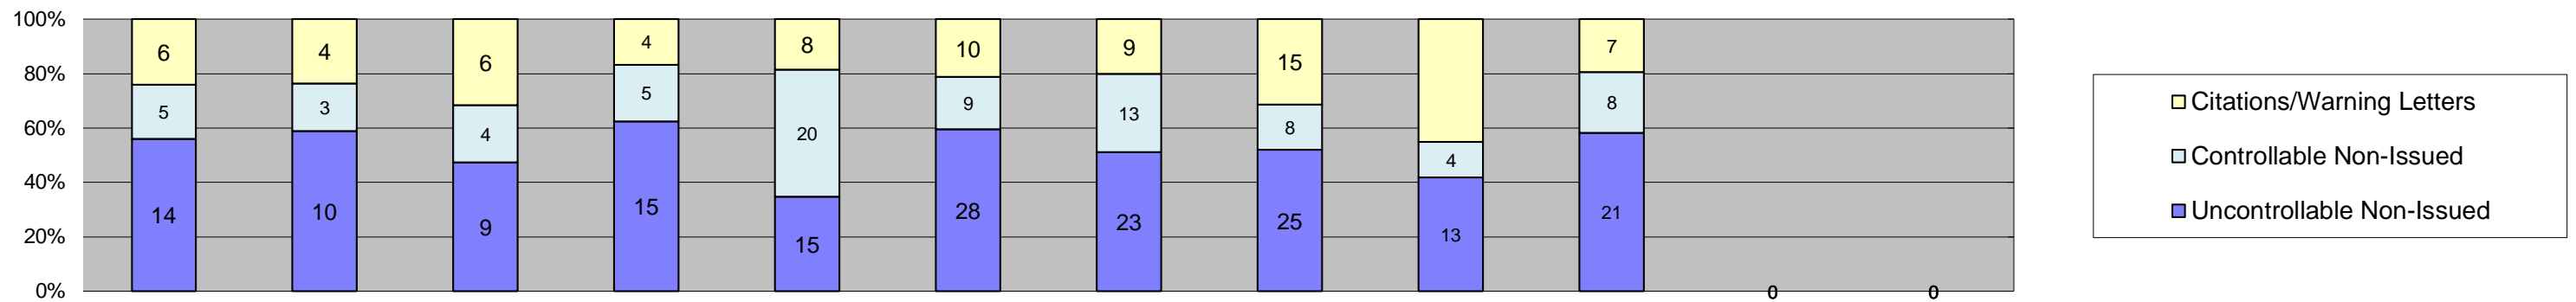 100%
80%
60%
40%
20%
0%
6 4 6 4 8 10 9 15 7
5 3 4 5 20 9 13 8 4 8
14 10 9 15 15 28 23 25 13 21
0 0
Citations/Warning Letters
Controllable Non-Issued
Uncontrollable Non-Issued